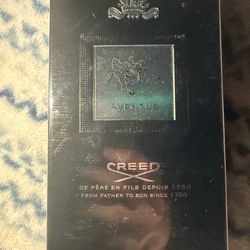 AVENTUS
CREED
DE PÈRE EN FILS DEPUIS 1760
FROM FATHER TO SON SINCE 1760